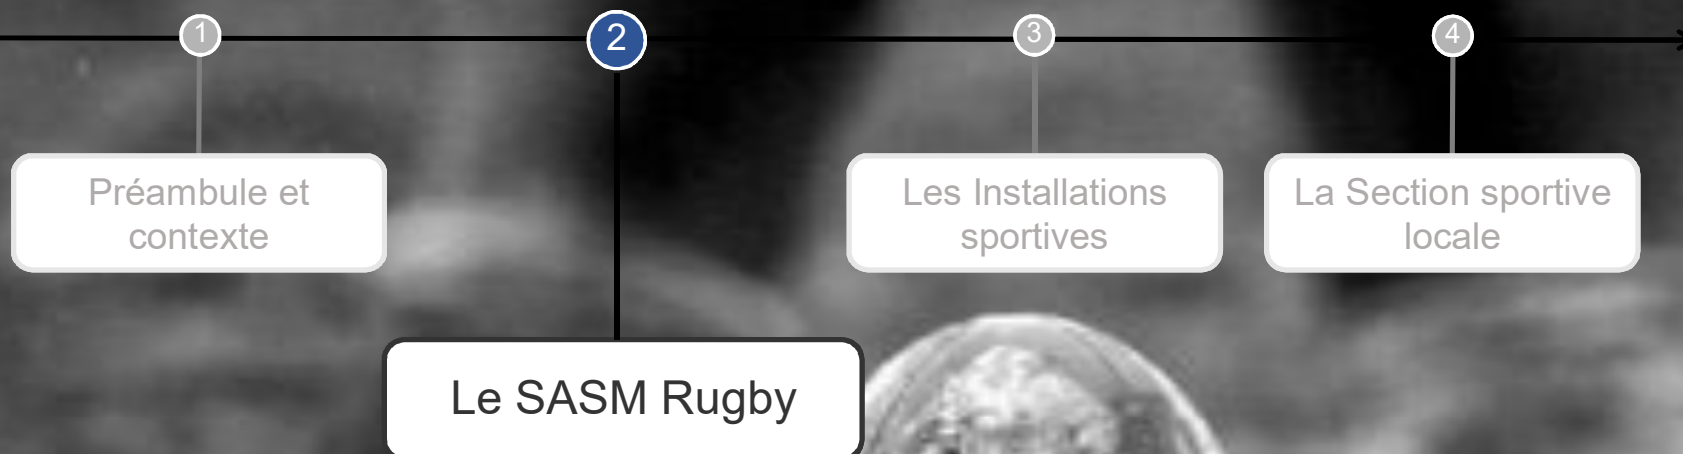 1
2
3
4
Préambule et
contexte
Les Installations
sportives
La Section sportive
locale
Le SASM Rugby